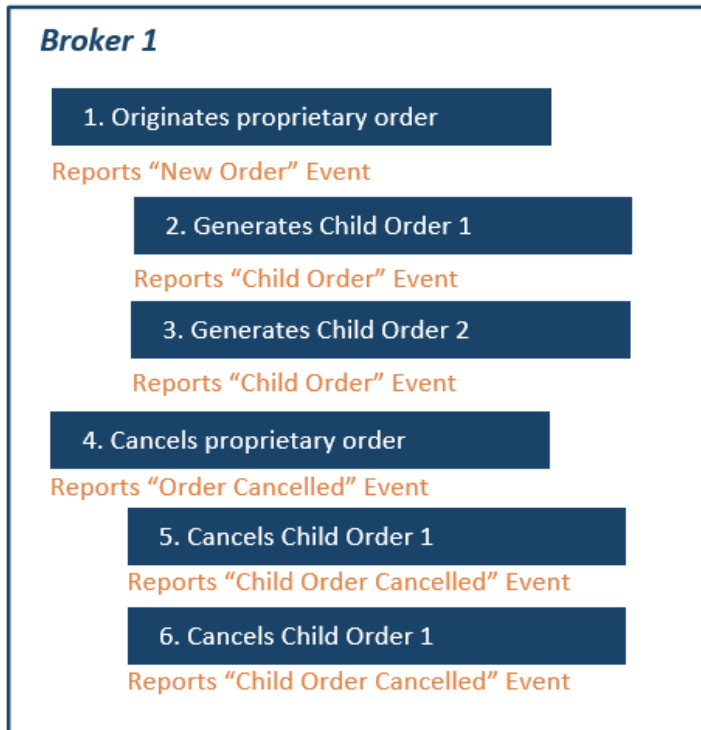 Broker 1
1. Originates proprietary order
Reports “New Order” Event
2. Generates Child Order 1
Reports “Child Order” Event
3. Generates Child Order 2
Reports “Child Order” Event
4. Cancels proprietary order
Reports “Order Cancelled” Event
5. Cancels Child Order 1
Reports “Child Order Cancelled” Event
6. Cancels Child Order 1
Reports “Child Order Cancelled” Event